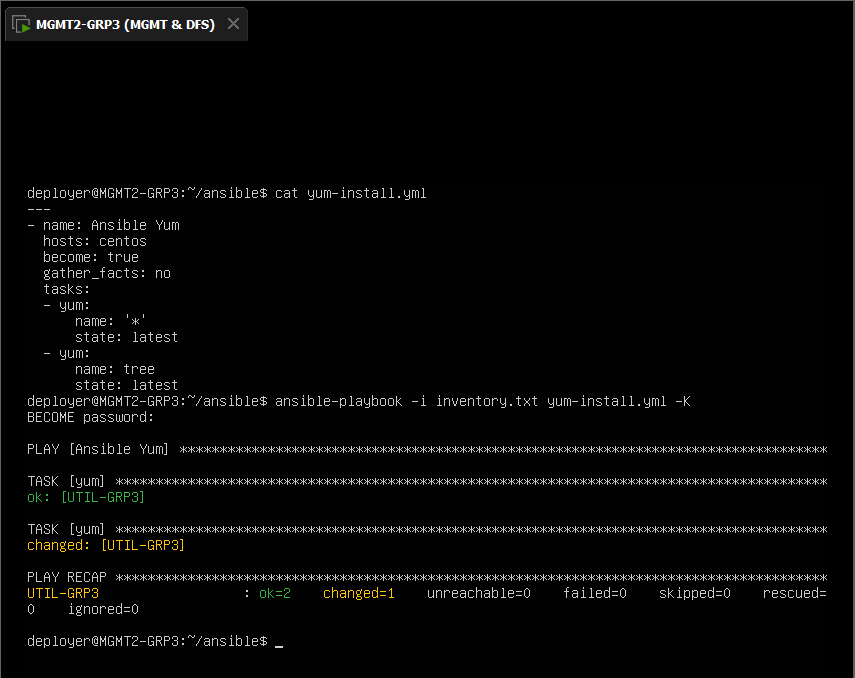 MGMT2-GRP3 (MGMT & DFS)
deployer@MGMT2-GRP3:~/ansible$ cat yum-install.yml
---
- name: Ansible Yum
  hosts: centos
  become: true
  gather_facts: no
  tasks:
  - yum:
      name: '*'
      state: latest
  - yum:
      name: tree
      state: latest
deployer@MGMT2-GRP3:~/ansible$ ansible-playbook -i inventory.txt yum-install.yml -K
BECOME password:
PLAY [Ansible Yum] *********************************************************************************
TASK [yum] *****************************************************************************************
ok: [UTIL-GRP3]
TASK [yum] *****************************************************************************************
changed: [UTIL-GRP3]
PLAY RECAP *****************************************************************************************
UTIL-GRP3                  : ok=2    changed=1    unreachable=0    failed=0    skipped=0    rescued=
0    ignored=0
deployer@MGMT2-GRP3:~/ansible$ _